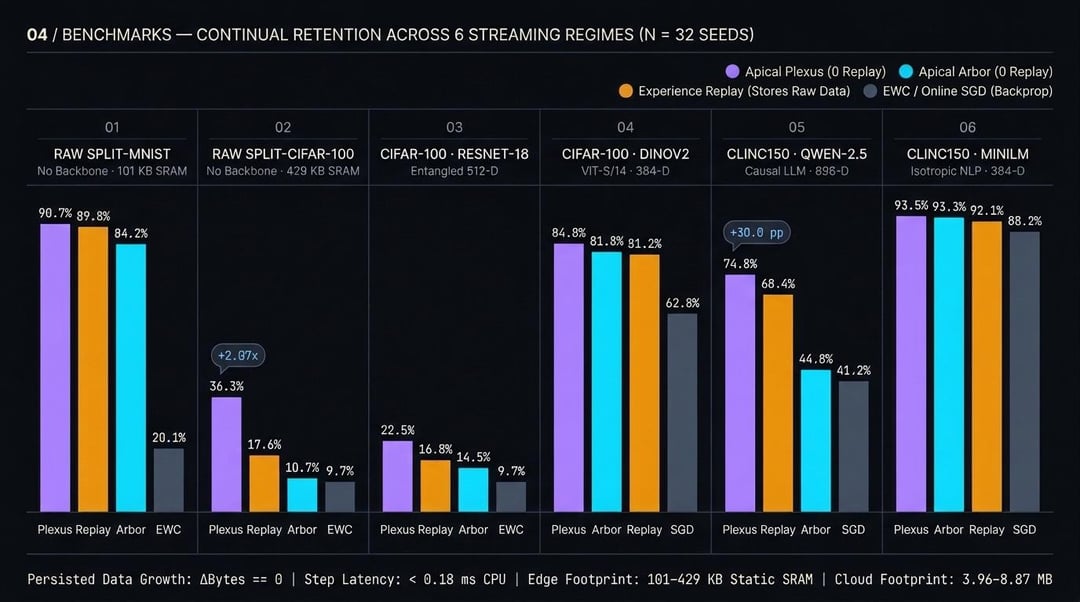 04 / BENCHMARKS — CONTINUAL RETENTION ACROSS 6 STREAMING REGIMES (N = 32 SEEDS)
Apical Plexus (0 Replay) Apical Arbor (0 Replay)
Experience Replay (Stores Raw Data) EWC / Online SGD (Backprop)
01
RAW SPLIT-MNIST
No Backbone · 101 KB SRAM
90.7% 89.8% 84.2% 20.1%
Plexus Replay Arbor EWC
02
RAW SPLIT-CIFAR-100
No Backbone · 429 KB SRAM
+2.07x
36.3% 17.6% 10.7% 9.7%
Plexus Replay Arbor EWC
03
CIFAR-100 · RESNET-18
Entangled 512-D
22.5% 16.8% 14.5% 9.7%
Plexus Replay Arbor EWC
04
CIFAR-100 · DINOV2
VIT-S/14 · 384-D
84.8% 81.8% 81.2% 62.8%
Plexus Arbor Replay SGD
05
CLINC150 · QWEN-2.5
Causal LLM · 896-D
+30.0 pp
74.8% 68.4% 44.8% 41.2%
Plexus Replay Arbor SGD
06
CLINC150 · MINILM
Isotropic NLP · 384-D
93.5% 93.3% 92.1% 88.2%
Plexus Arbor Replay SGD
Persisted Data Growth: ΔBytes == 0 | Step Latency: < 0.18 ms CPU | Edge Footprint: 101–429 KB Static SRAM | Cloud Footprint: 3.96–8.87 MB